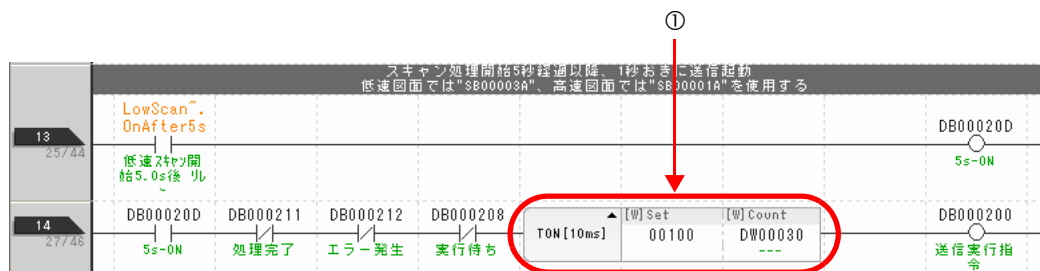 ①
スキャン処理開始5秒経過以降、1秒おきに送信起動
低速図面では"SB00003A"、高速図面では"SB00001A"を使用する
LowScan~.
OnAfter5s
DB00020D
13
25/44
低速スキャン開
始5.0s後 リレ
~
5s-ON
DB00020D
DB000211
DB000212
DB000208
[W]Set
[W]Count
DB000200
14
27/46
TON[10ms]
00100
DW00030
5s-ON
処理完了
エラー発生
実行待ち
---
送信実行指
令